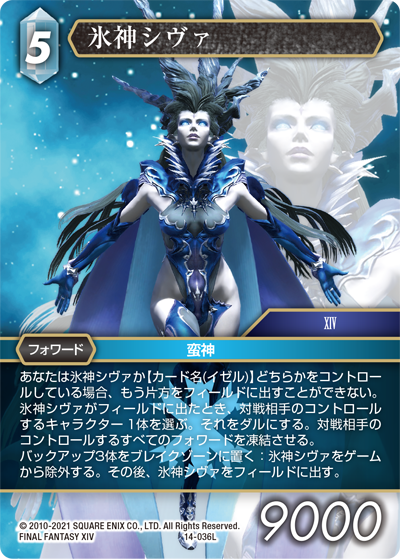 5
氷神シヴァ
XIV
フォワード
蛮神
あなたは氷神シヴァか【カード名(イゼル)】どちらかをコントロー
ルしている場合、もう片方をフィールドに出すことができない。
氷神シヴァがフィールドに出たとき、対戦相手のコントロール
するキャラクター1体を選ぶ。それをダルにする。対戦相手の
コントロールするすべてのフォワードを凍結させる。
バックアップ3体をブレイクゾーンに置く：氷神シヴァをゲーム
から除外する。その後、氷神シヴァをフィールドに出す。
© 2010-2021 SQUARE ENIX CO., LTD. All Rights Reserved.
FINAL FANTASY XIV
14-036L
9000